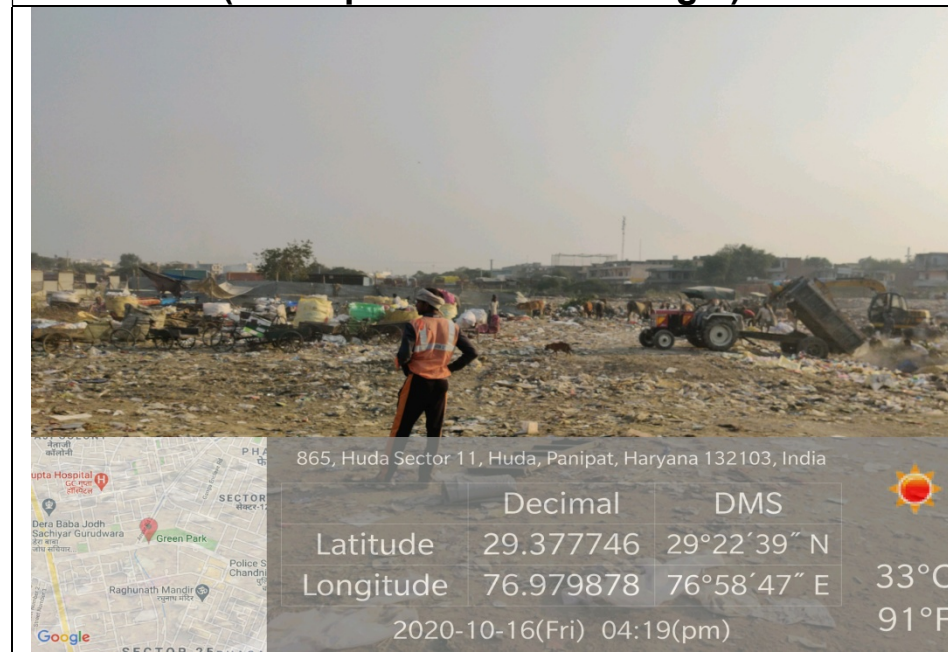 865, Huda Sector 11, Huda, Panipat, Haryana 132103, India
Decimal DMS
Latitude 29.377746 29°22′39″ N
Longitude 76.979878 76°58′47″ E
2020-10-16(Fri) 04:19(pm)
33°C
91°F
नेताजी
कॉलोनी
upta Hospital
Dera Baba Jodh
Sachiyar Gurudwara
Green Park
SECTOR
Police S
Chandni
Raghunath Mandir
Google
SECTOR 25